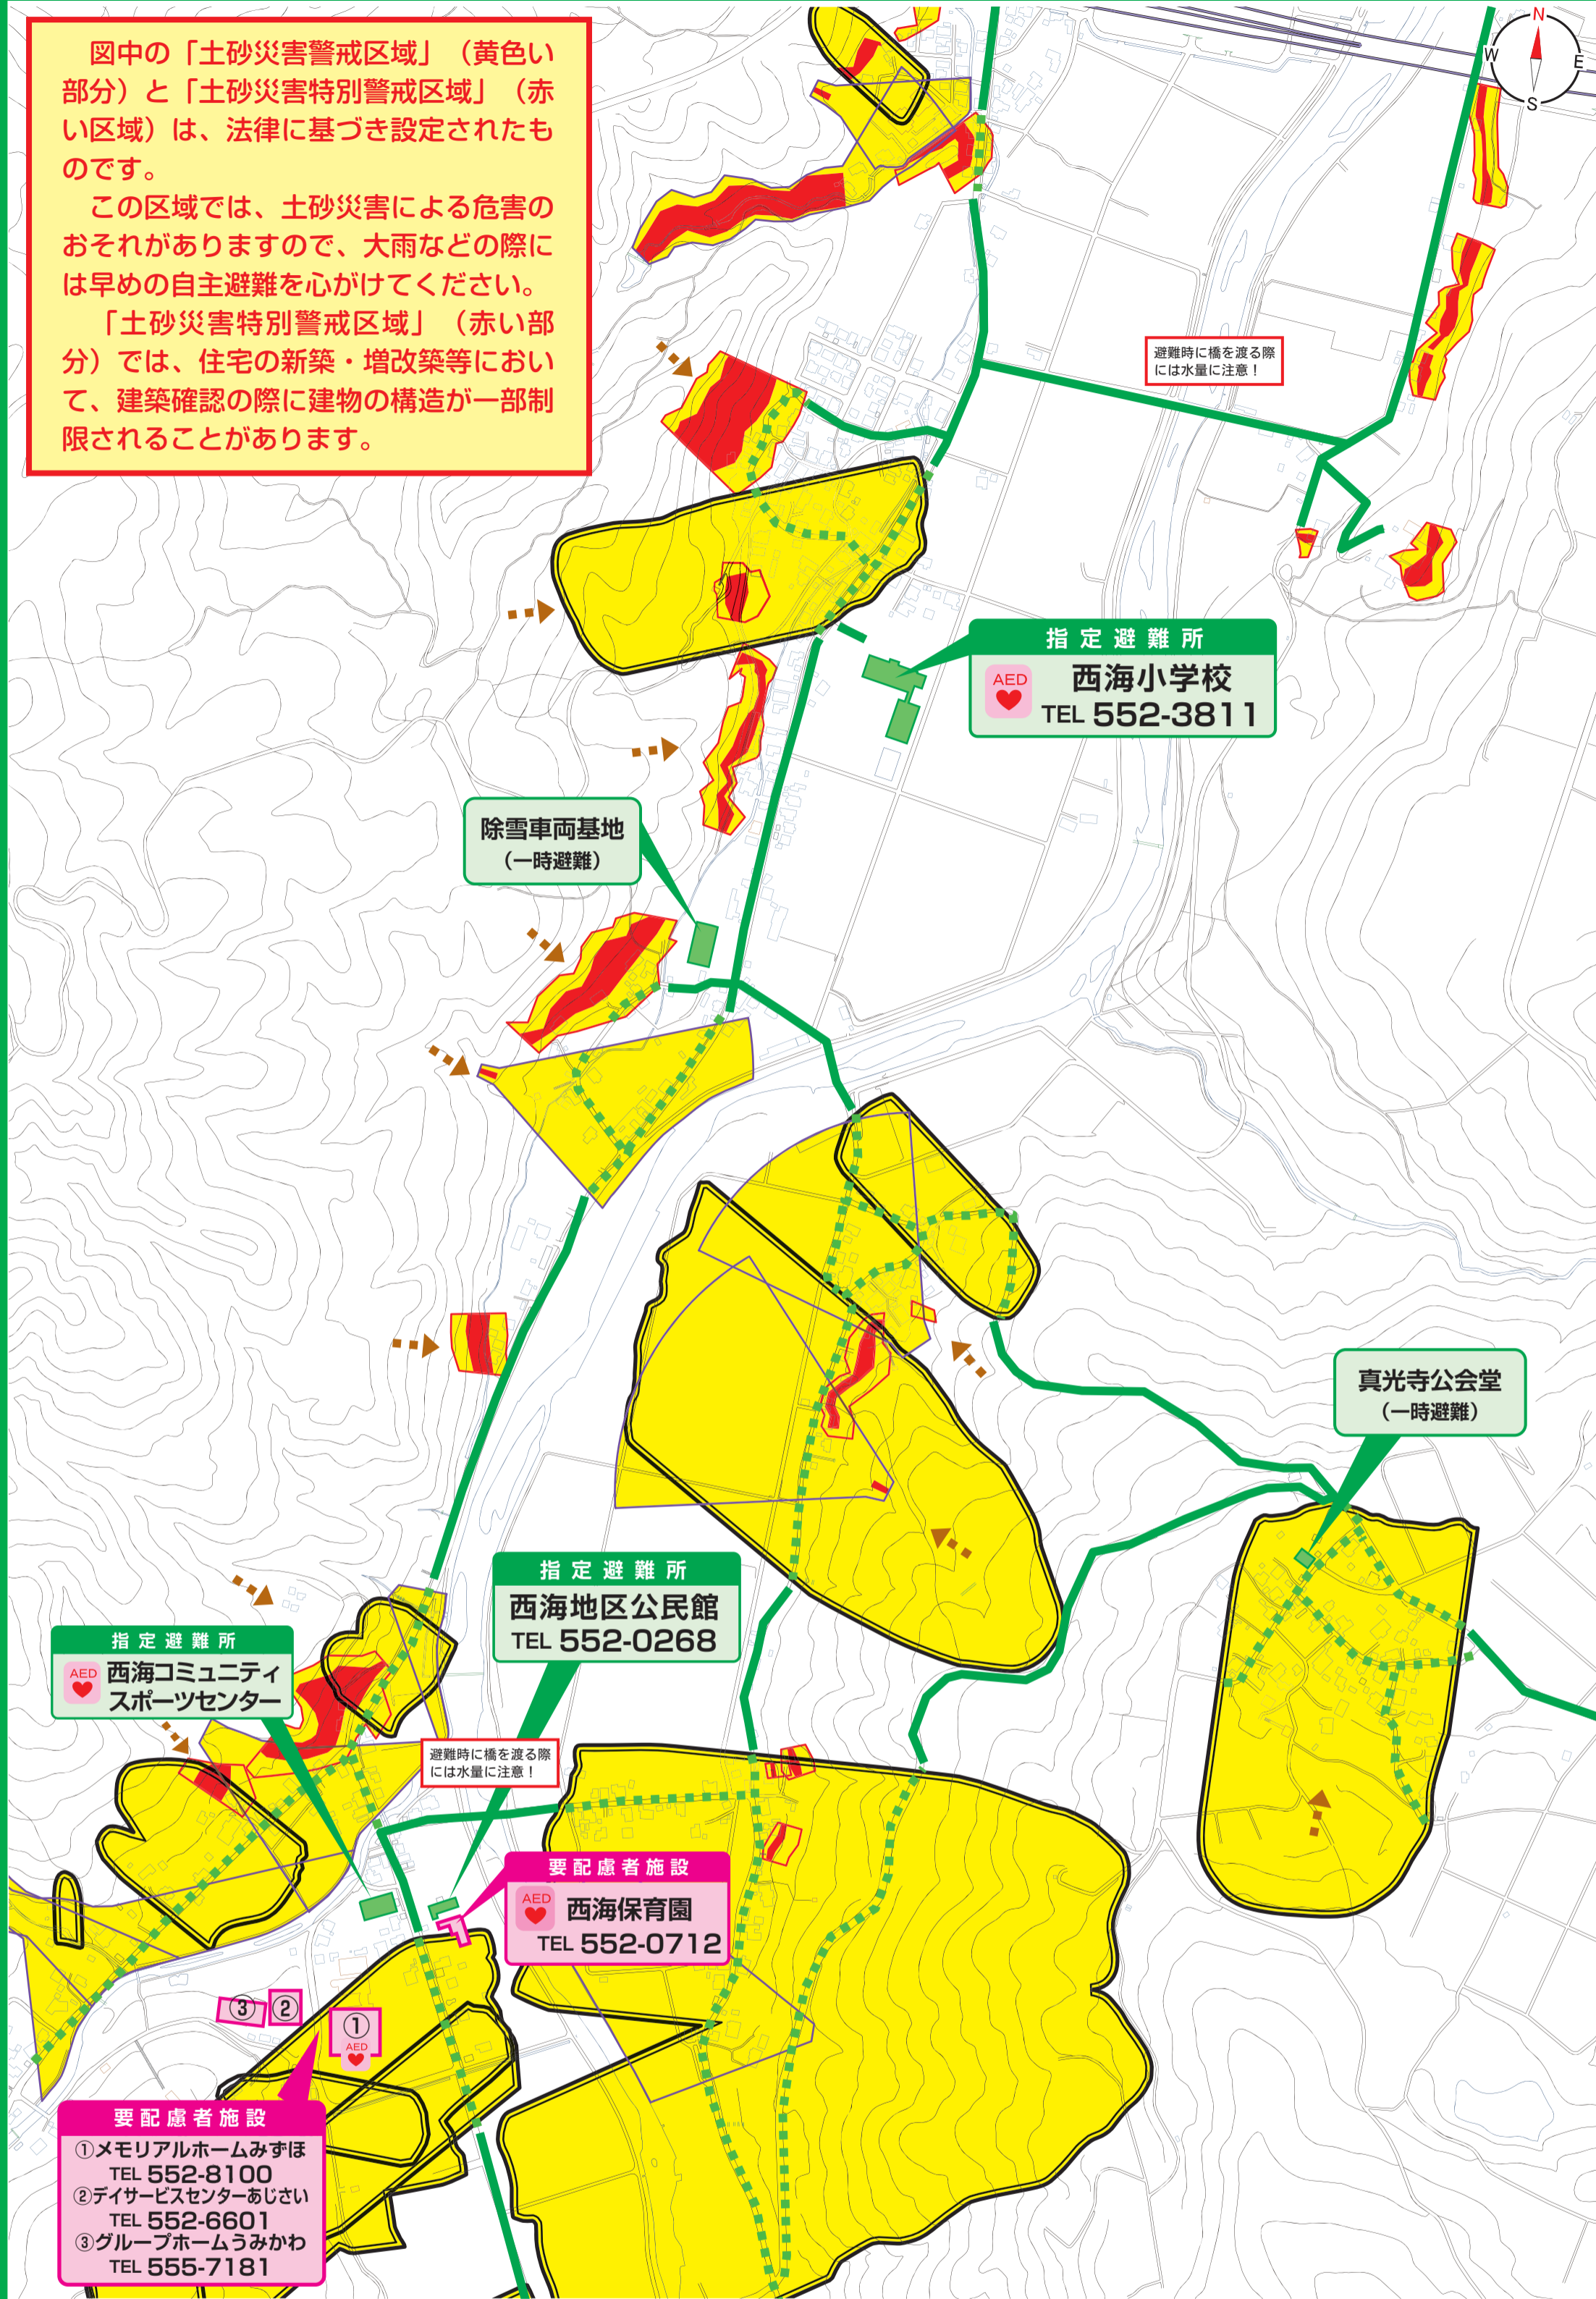 図中の「土砂災害警戒区域」（黄色い
部分）と「土砂災害特別警戒区域」（赤
い区域）は、法律に基づき設定されたも
のです。
この区域では、土砂災害による危害の
おそれがありますので、大雨などの際に
は早めの自主避難を心がけてください。
「土砂災害特別警戒区域」（赤い部
分）では、住宅の新築・増改築等におい
て、建築確認の際に建物の構造が一部制
限されることがあります。
N
W
E
S
避難時に橋を渡る際
には水量に注意！
指定避難所
AED
西海小学校
TEL 552-3811
除雪車両基地
（一時避難）
真光寺公会堂
（一時避難）
指定避難所
西海地区公民館
TEL 552-0268
指定避難所
AED
西海コミュニティ
スポーツセンター
避難時に橋を渡る際
には水量に注意！
要配慮者施設
AED
西海保育園
TEL 552-0712
③
②
①
AED
要配慮者施設
①メモリアルホームみずほ
TEL 552-8100
②デイサービスセンターあじさい
TEL 552-6601
③グループホームうみかわ
TEL 555-7181